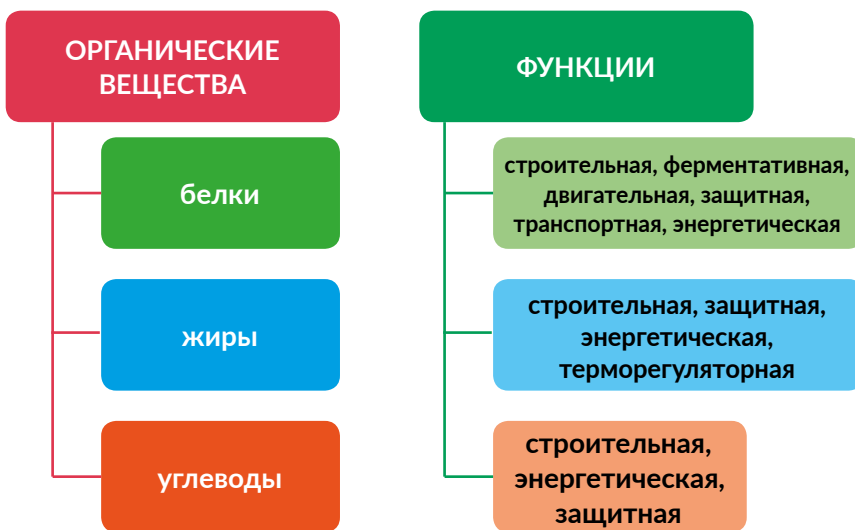 ОРГАНИЧЕСКИЕ
ВЕЩЕСТВА
белки
жиры
углеводы
ФУНКЦИИ
строительная, ферментативная,
двигательная, защитная,
транспортная, энергетическая
строительная, защитная,
энергетическая,
терморегуляторная
строительная,
энергетическая,
защитная